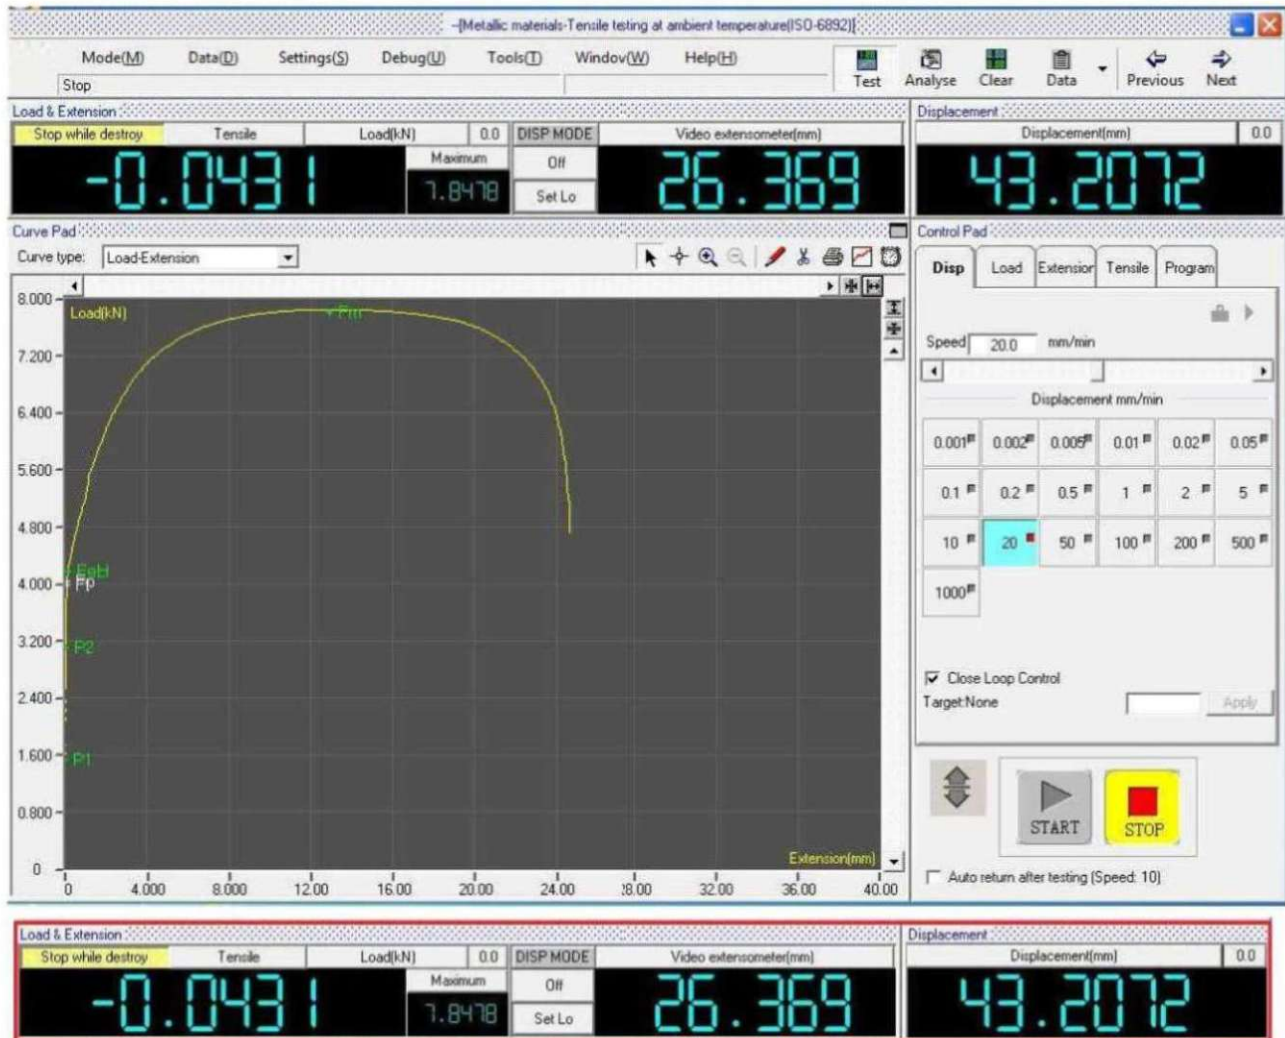 --[Metallic materials-Tensile testing at ambient temperature(ISO-6892)]
Mode(M) Data(D) Settings(S) Debug(U) Tools(T) Windov(W) Help(H)
Stop
Test Analyse Clear Data Previous Next
Load & Extension
Stop while destroy Tensile Load(kN) 0.0 DISP MODE Video extensometer(mm)
-0.0431 Maximum 7.8478 Off Set Lo 26.369
Displacement
Displacement(mm) 0.0
43.2072
Curve Pad
Curve type: Load-Extension
Load(kN)
8.000
7.200
6.400
5.600
4.800
4.000
3.200
2.400
1.600
0.800
0
Fm
FeH
Fp
P2
P1
Extension(mm)
0 4.000 8.000 12.00 16.00 20.00 24.00 28.00 32.00 36.00 40.00
Control Pad
Disp Load Extension Tensile Program
Speed 20.0 mm/min
Displacement mm/min
0.001 0.002 0.005 0.01 0.02 0.05
0.1 0.2 0.5 1 2 5
10 20 50 100 200 500
1000
Close Loop Control
Target:None Apply
START STOP
Auto return after testing (Speed: 10)
Load & Extension
Stop while destroy Tensile Load(kN) 0.0 DISP MODE Video extensometer(mm)
-0.0431 Maximum 7.8478 Off Set Lo 26.369
Displacement
Displacement(mm) 0.0
43.2072